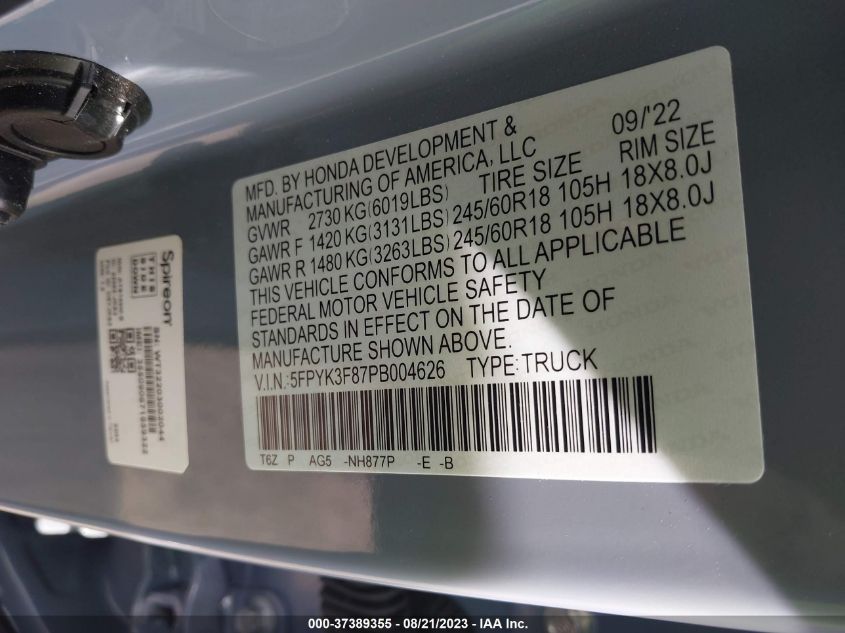 09/'22
MFD. BY HONDA DEVELOPMENT &
MANUFACTURING OF AMERICA, LLC
TIRE SIZE RIM SIZE
GVWR 2730 KG(6019LBS)
GAWR F 1420 KG(3131LBS) 245/60R18 105H 18X8.0J
GAWR R 1480 KG(3263LBS) 245/60R18 105H 18X8.0J
THIS VEHICLE CONFORMS TO ALL APPLICABLE
FEDERAL MOTOR VEHICLE SAFETY
STANDARDS IN EFFECT ON THE DATE OF
MANUFACTURE SHOWN ABOVE.
V.I.N.: 5FPYK3F87PB004626 TYPE: TRUCK
T6Z P AG5 -NH877P -E -B
Spireon
THIS
SIDE
DOWN
000-37389355 - 08/21/2023 - IAA Inc.